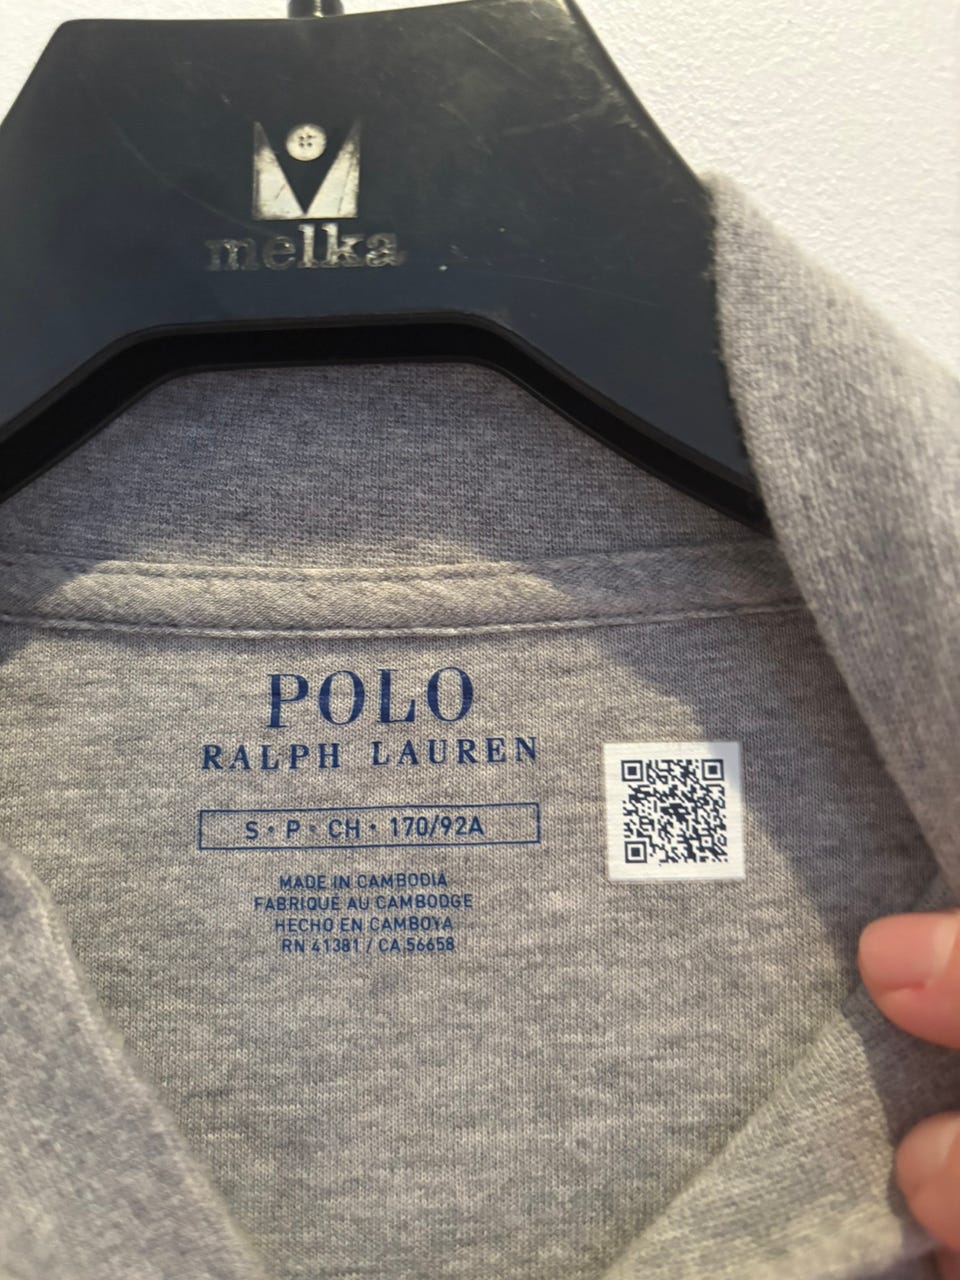 melka
POLO
RALPH LAUREN
S • P • CH • 170/92A
MADE IN CAMBODIA
FABRIQUÉ AU CAMBODGE
HECHO EN CAMBOYA
RN 41381 / CA 56658